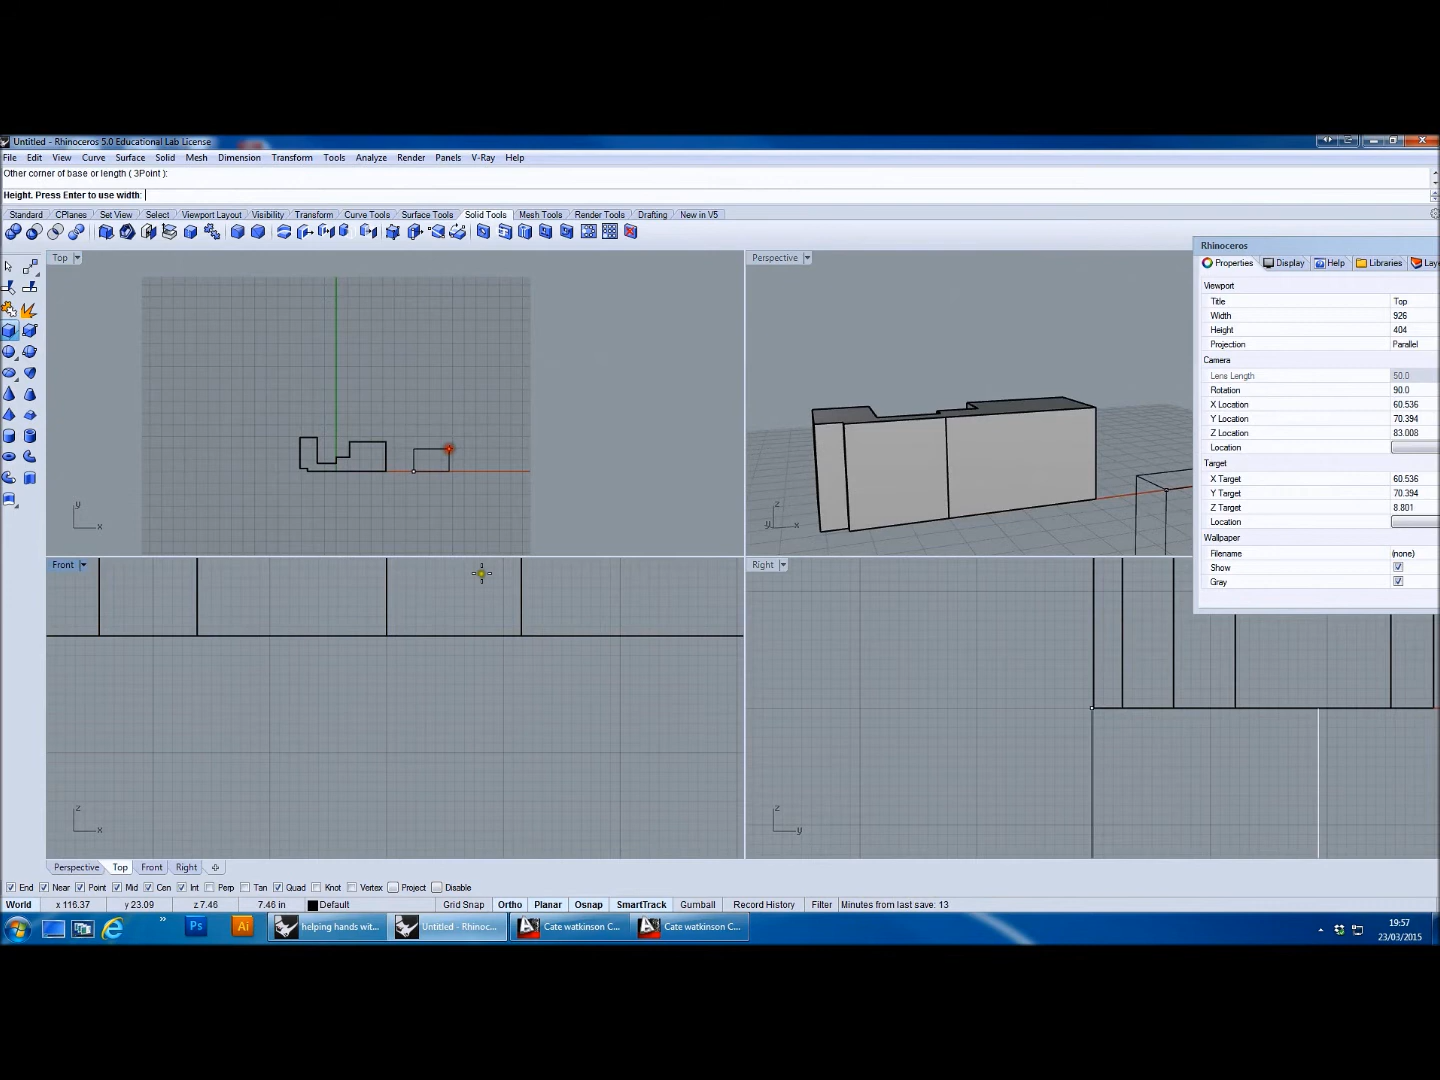 Untitled - Rhinoceros 5.0 Educational Lab License
File Edit View Curve Surface Solid Mesh Dimension Transform Tools Analyze Render Panels V-Ray Help
Other corner of base or length ( 3Point ):
Height. Press Enter to use width:
Standard CPlanes Set View Select Viewport Layout Visibility Transform Curve Tools Surface Tools Solid Tools Mesh Tools Render Tools Drafting New in V5
Top
Perspective
Rhinoceros
Properties Display Help Libraries
Viewport
Title Top
Width 926
Height 404
Projection Parallel
Camera
Lens Length 50.0
Rotation 90.0
X Location 60.536
Y Location 70.394
Z Location 83.008
Location
Target
X Target 60.536
Y Target 70.394
Z Target 8.801
Location
Wallpaper
Filename (none)
Show
Gray
y x
z y x
Front
Right
z x
z y
Perspective Top Front Right
End Near Point Mid Cen Int Perp Tan Quad Knot Vertex Project Disable
World x 116.37 y 23.09 z 7.46 7.46 in Default Grid Snap Ortho Planar Osnap SmartTrack Gumball Record History Filter Minutes from last save: 13
Ps Ai helping hands wit... Untitled - Rhinoc... Cate watkinson C... Cate watkinson C...
19:57
23/03/2015